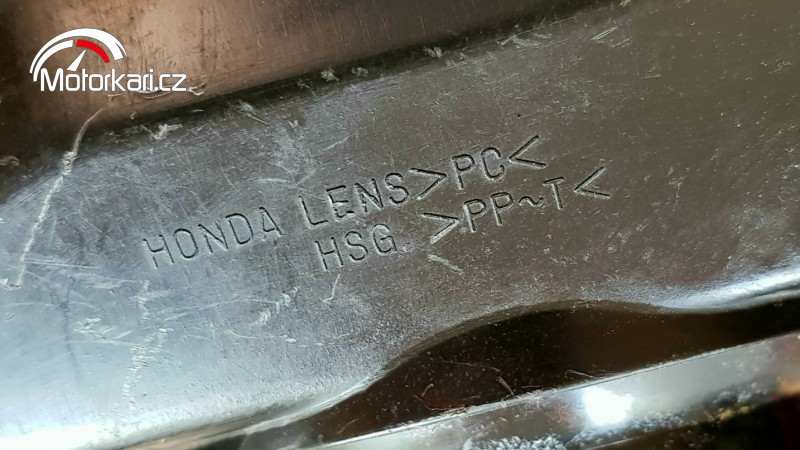 Motorkari.cz
HONDA LENS>PC<
HSG. >PP~T<